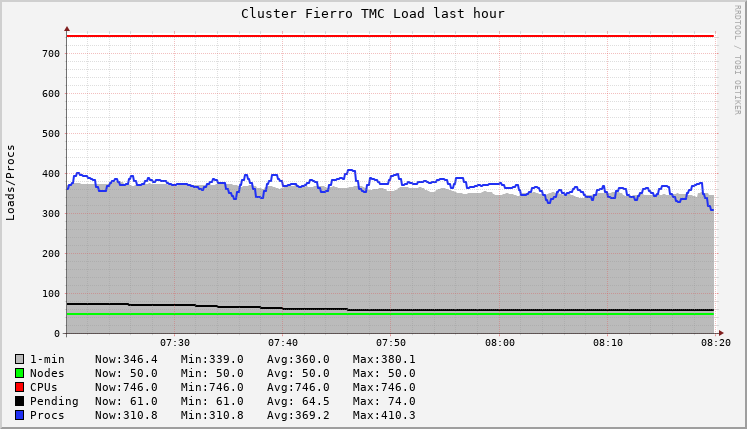 Cluster Fierro TMC Load last hour
RRDTOOL / TOBI OETIKER
Loads/Procs
700
600
500
400
300
200
100
0
07:30 07:40 07:50 08:00 08:10 08:20
1-min Now:346.4 Min:339.0 Avg:360.0 Max:380.1
Nodes Now: 50.0 Min: 50.0 Avg: 50.0 Max: 50.0
CPUs Now:746.0 Min:746.0 Avg:746.0 Max:746.0
Pending Now: 61.0 Min: 61.0 Avg: 64.5 Max: 74.0
Procs Now:310.8 Min:310.8 Avg:369.2 Max:410.3